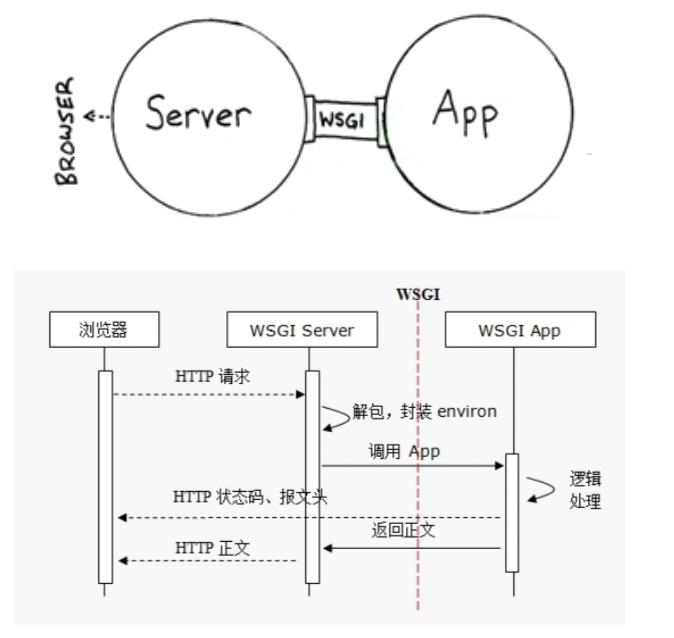 BROWSER
Server
WSGI
App
WSGI
浏览器
WSGI Server
WSGI App
HTTP 请求
解包，封装 environ
调用 App
逻辑
处理
HTTP 状态码、报文头
返回正文
HTTP 正文